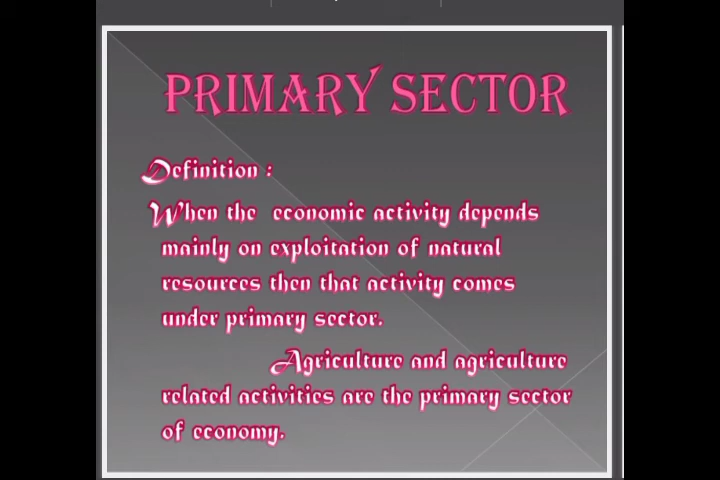 PRIMARY SECTOR
Definition :
When the economic activity depends
mainly on exploitation of natural
resources then that activity comes
under primary sector.
Agriculture and agriculture
related activities are the primary sector
of economy.